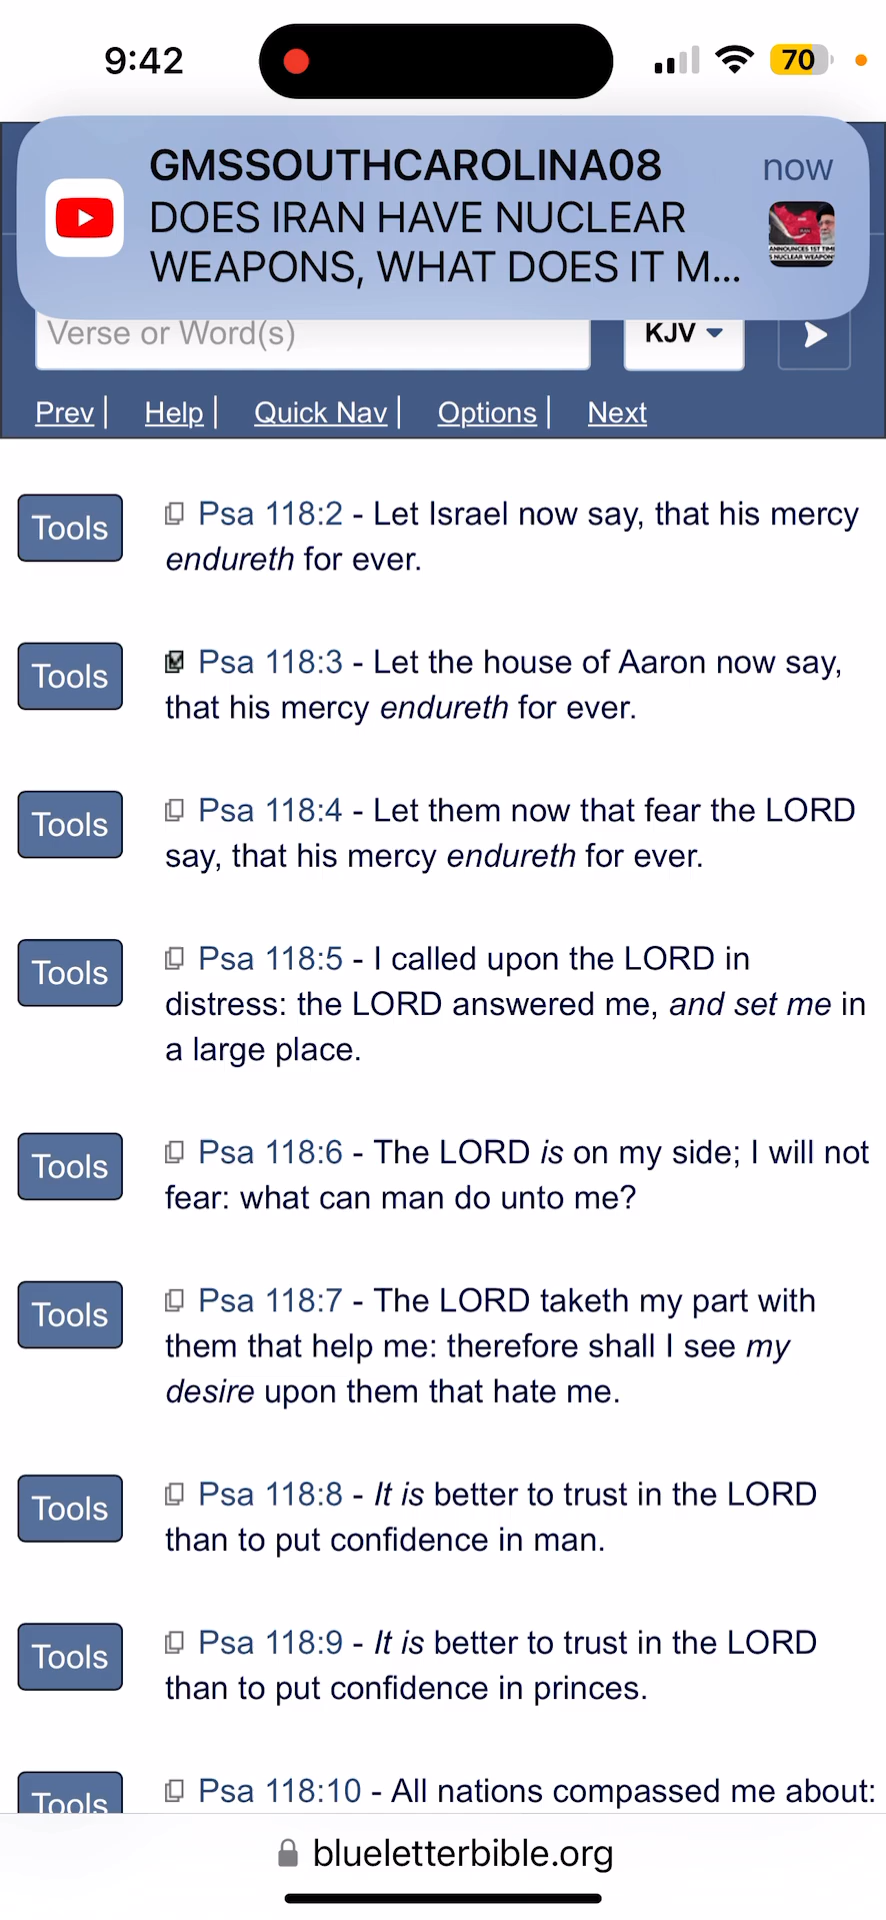 9:42
70
GMSSOUTHCAROLINA08
now
DOES IRAN HAVE NUCLEAR
WEAPONS, WHAT DOES IT M...
ANNOUNCES 1ST TIME
Verse or Word(s)
KJV
Prev | Help | Quick Nav | Options | Next
Tools
Psa 118:2 - Let Israel now say, that his mercy
endureth for ever.
Tools
Psa 118:3 - Let the house of Aaron now say,
that his mercy endureth for ever.
Tools
Psa 118:4 - Let them now that fear the LORD
say, that his mercy endureth for ever.
Tools
Psa 118:5 - I called upon the LORD in
distress: the LORD answered me, and set me in
a large place.
Tools
Psa 118:6 - The LORD is on my side; I will not
fear: what can man do unto me?
Tools
Psa 118:7 - The LORD taketh my part with
them that help me: therefore shall I see my
desire upon them that hate me.
Tools
Psa 118:8 - It is better to trust in the LORD
than to put confidence in man.
Tools
Psa 118:9 - It is better to trust in the LORD
than to put confidence in princes.
Tools
Psa 118:10 - All nations compassed me about:
blueletterbible.org